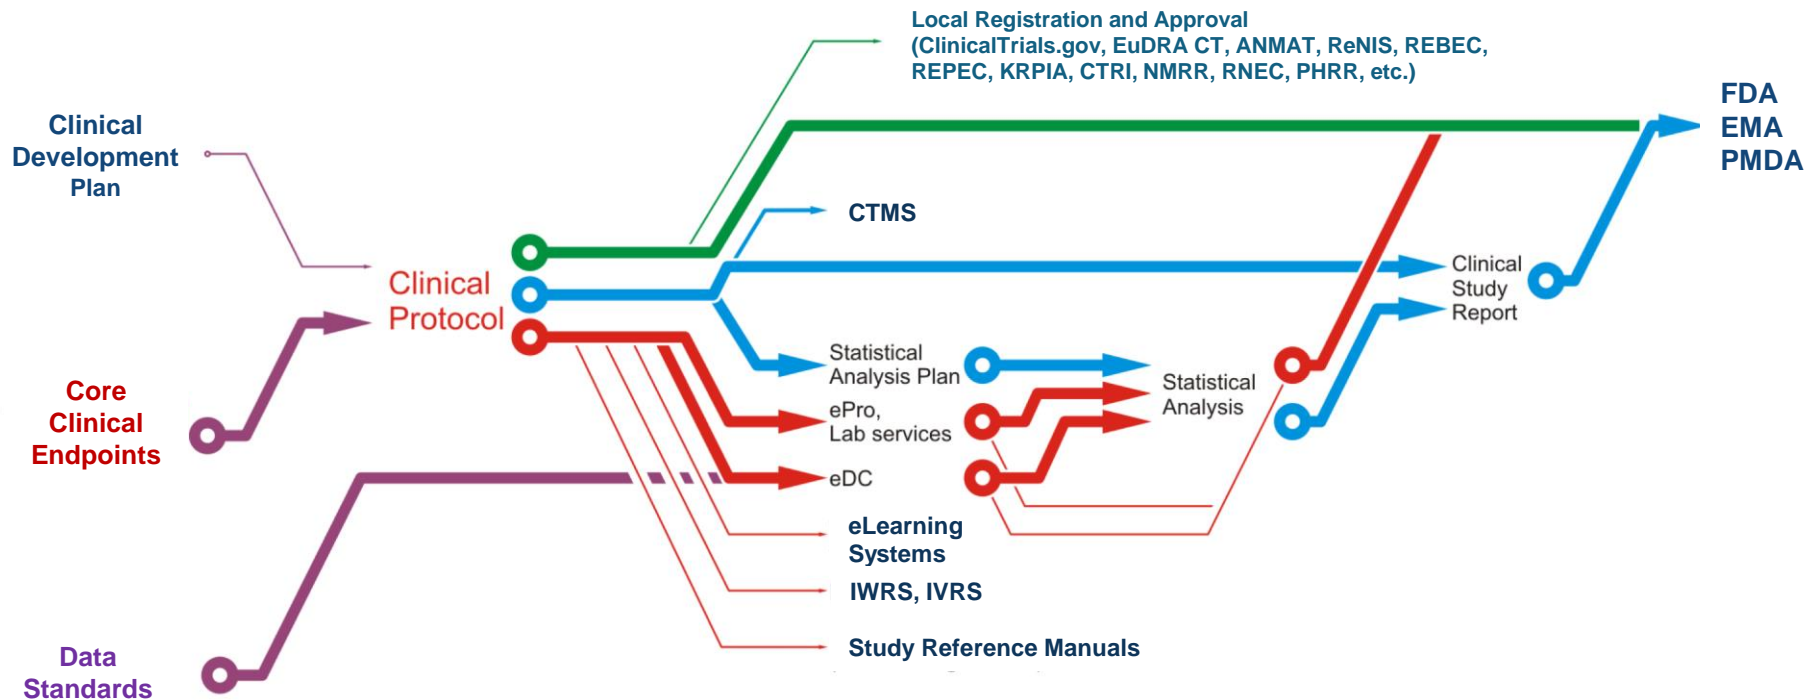 Local Registration and Approval
(ClinicalTrials.gov, EuDRA CT, ANMAT, ReNIS, REBEC,
REPEC, KRPIA, CTRI, NMRR, RNEC, PHRR, etc.)
FDA
EMA
PMDA
Clinical
Development
Plan
CTMS
Clinical
Protocol
Clinical
Study
Report
Statistical
Analysis Plan
Statistical
Analysis
Core
Clinical
Endpoints
ePro,
Lab services
eDC
eLearning
Systems
IWRS, IVRS
Study Reference Manuals
Data
Standards